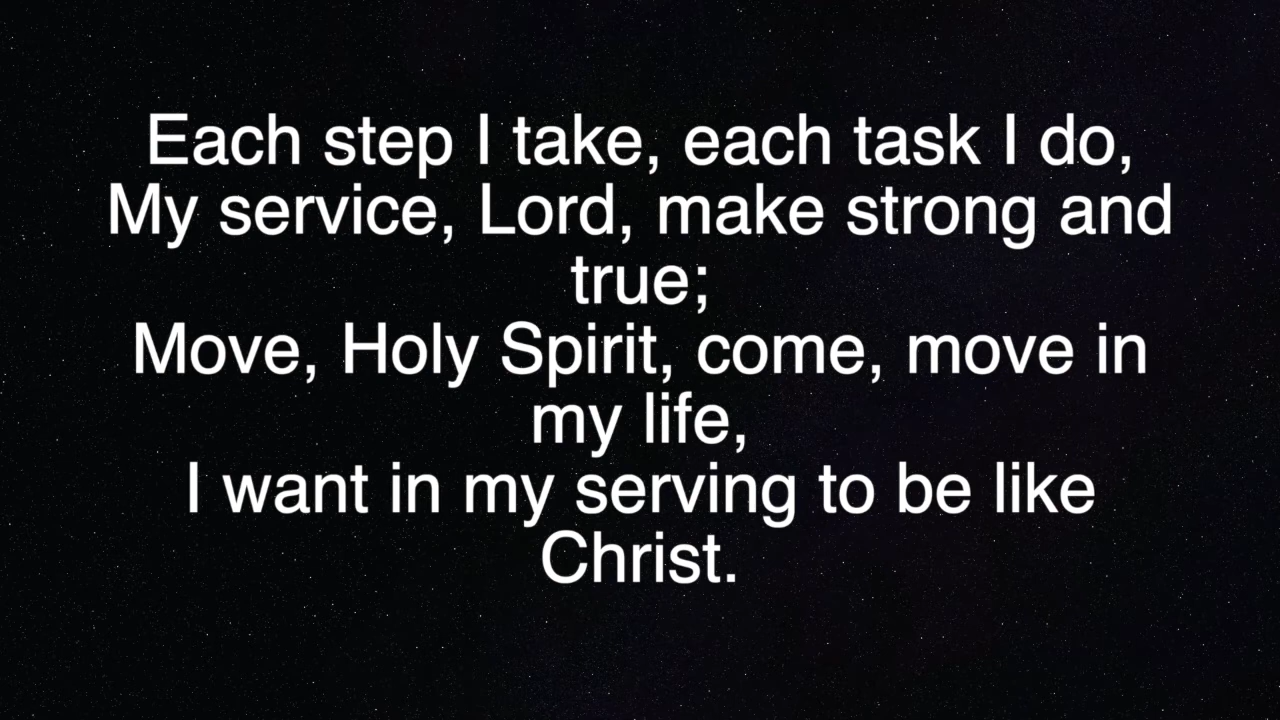 Each step I take, each task I do,
My service, Lord, make strong and
true;
Move, Holy Spirit, come, move in
my life,
I want in my serving to be like
Christ.